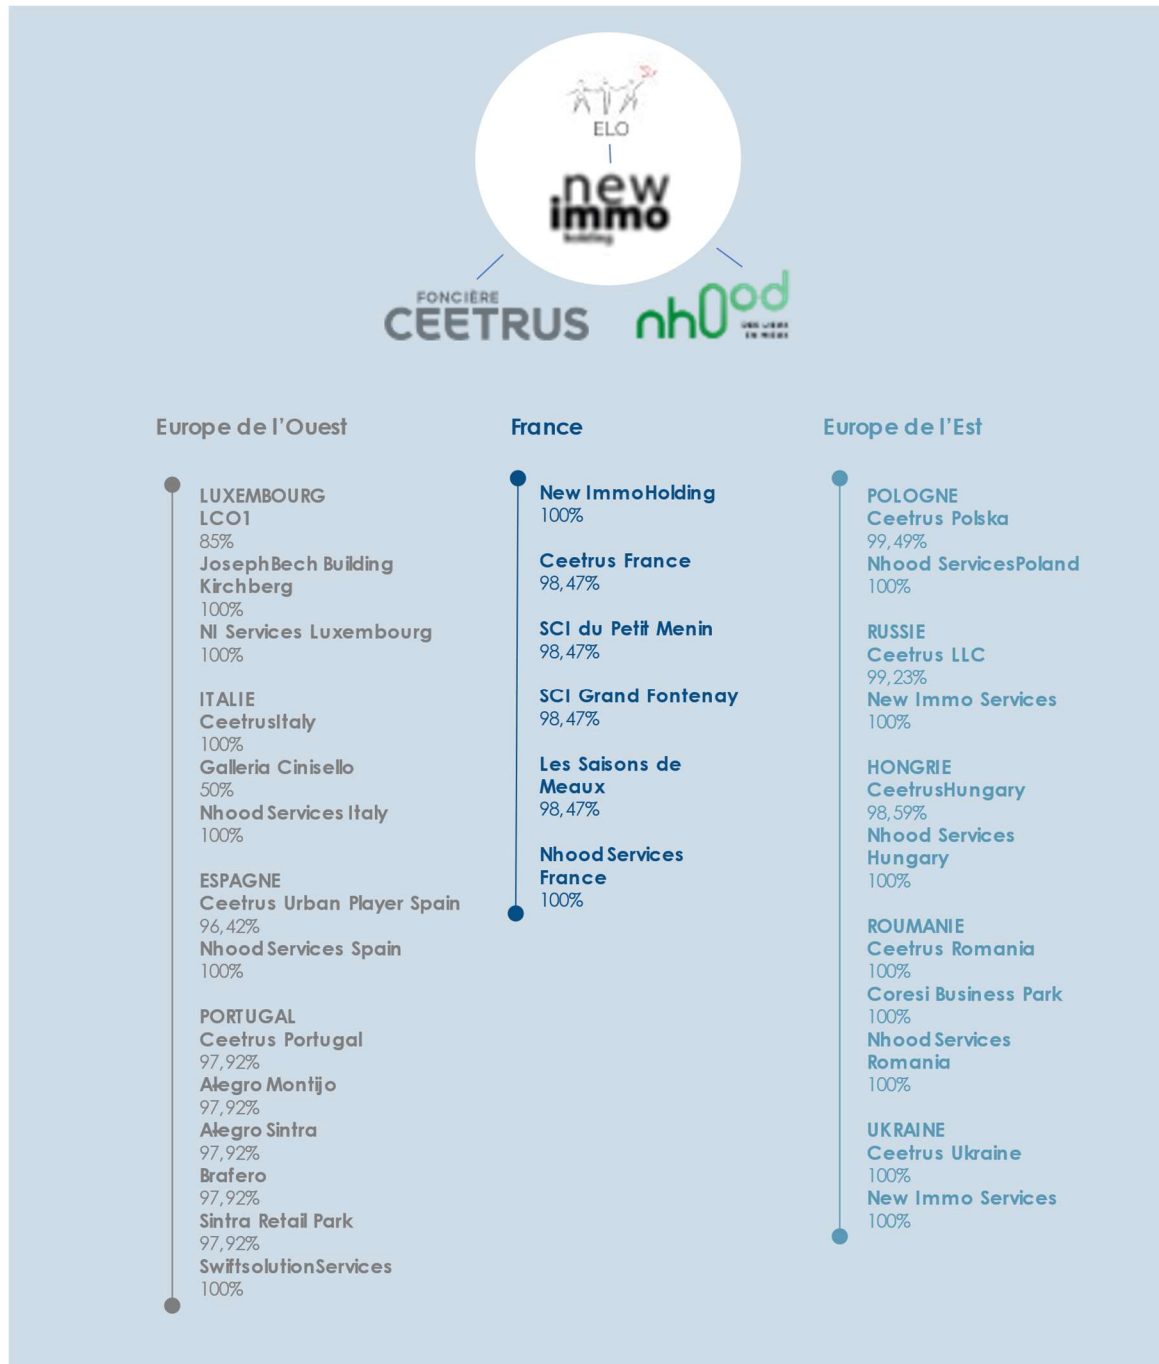 ELO
new
immo
holding
FONCIÈRE
CEETRUS
nhood
Europe de l'Ouest
LUXEMBOURG
LCO1
85%
JosephBech Building
Kirchberg
100%
NI Services Luxembourg
100%
ITALIE
CeetrusItaly
100%
Galleria Cinisello
50%
Nhood Services Italy
100%
ESPAGNE
Ceetrus Urban Player Spain
96,42%
Nhood Services Spain
100%
PORTUGAL
Ceetrus Portugal
97,92%
Alegro Montijo
97,92%
Alegro Sintra
97,92%
Brafero
97,92%
Sintra Retail Park
97,92%
SwiftsolutionServices
100%
France
New ImmoHolding
100%
Ceetrus France
98,47%
SCI du Petit Menin
98,47%
SCI Grand Fontenay
98,47%
Les Saisons de
Meaux
98,47%
Nhood Services
France
100%
Europe de l'Est
POLOGNE
Ceetrus Polska
99,49%
Nhood ServicesPoland
100%
RUSSIE
Ceetrus LLC
99,23%
New Immo Services
100%
HONGRIE
CeetrusHungary
98,59%
Nhood Services
Hungary
100%
ROUMANIE
Ceetrus Romania
100%
Coresi Business Park
100%
Nhood Services
Romania
100%
UKRAINE
Ceetrus Ukraine
100%
New Immo Services
100%